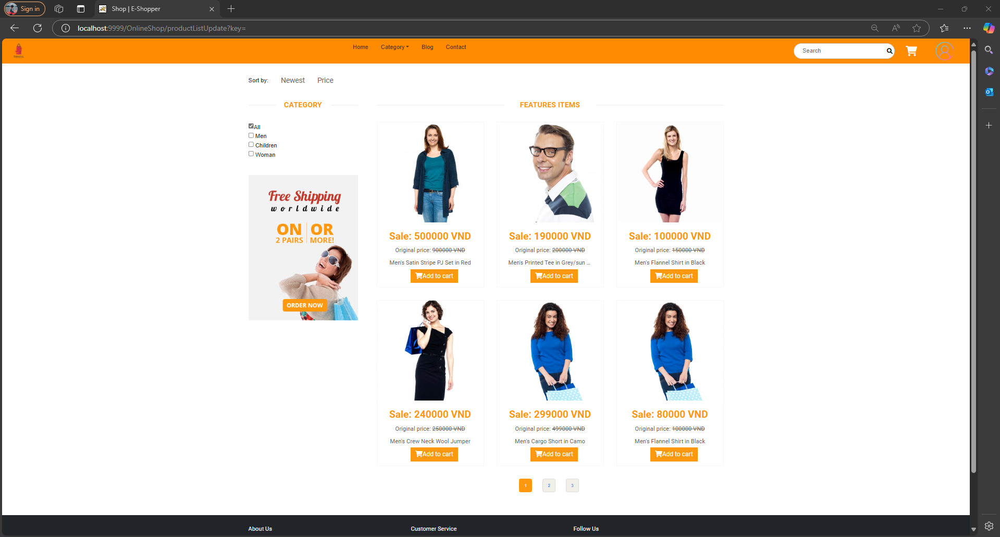 Sign in
Shop | E-Shopper
localhost:9999/OnlineShop/productListUpdate?key=
Home Category Blog Contact
Search
Sort by: Newest Price
CATEGORY
All
Men
Children
Woman
Free Shipping
worldwide
ON OR
2 PAIRS MORE!
ORDER NOW
FEATURES ITEMS
Sale: 500000 VND
Original price: 900000 VND
Men's Satin Stripe PJ Set in Red
Add to cart
Sale: 190000 VND
Original price: 200000 VND
Men's Printed Tee in Grey/sun ...
Add to cart
Sale: 100000 VND
Original price: 150000 VND
Men's Flannel Shirt in Black
Add to cart
Sale: 240000 VND
Original price: 250000 VND
Men's Crew Neck Wool Jumper
Add to cart
Sale: 299000 VND
Original price: 499000 VND
Men's Cargo Short in Camo
Add to cart
Sale: 80000 VND
Original price: 100000 VND
Men's Flannel Shirt in Black
Add to cart
1 2 3
About Us Customer Service Follow Us